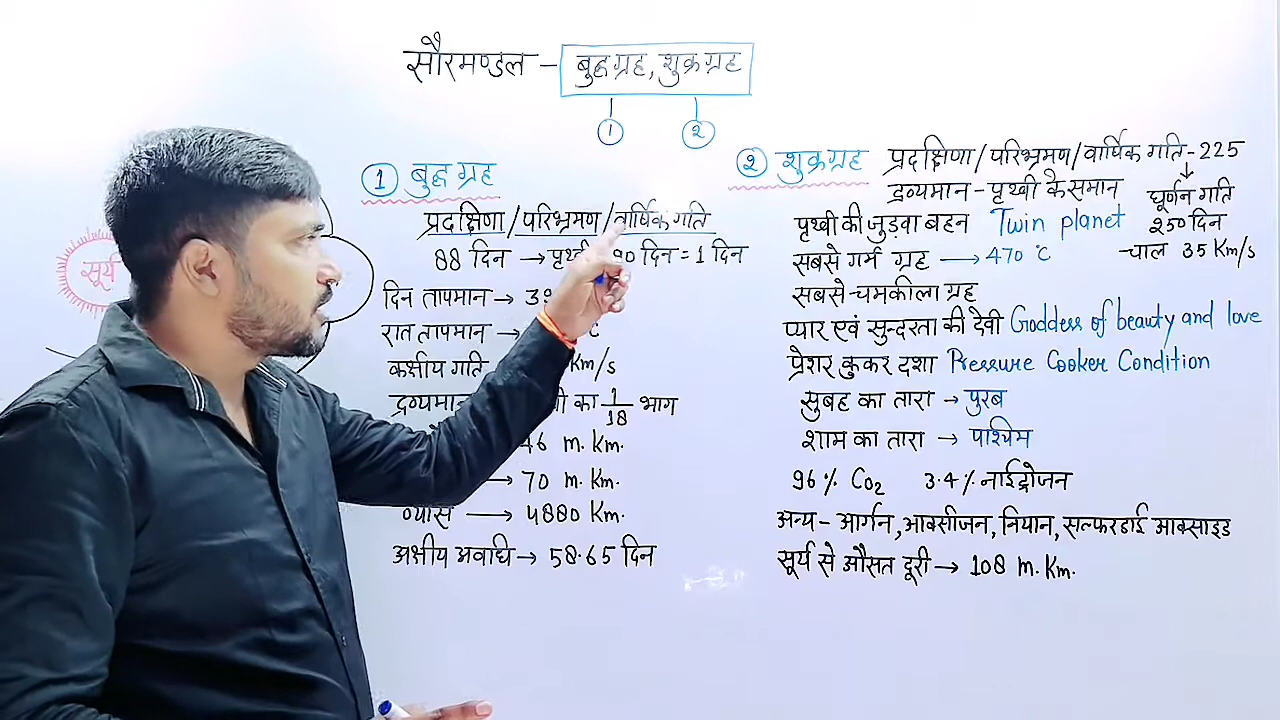 सौरमण्डल - बुद्ध ग्रह, शुक्र ग्रह
1 2
सूर्य
1 बुद्ध ग्रह
प्रदक्षिणा/परिभ्रमण/वार्षिक गति
88 दिन → पृथ्वी 90 दिन = 1 दिन
दिन तापमान →
रात तापमान →
कक्षीय गति Km/s
द्रव्यमान का 1/18 भाग
46 m. Km.
→ 70 m. Km.
व्यास → 4880 Km.
अक्षीय अवधि → 58.65 दिन
2 शुक्र ग्रह प्रदक्षिणा/परिभ्रमण/वार्षिक गति - 225
द्रव्यमान - पृथ्वी के समान
↓
घूर्णन गति
250 दिन
चाल 35 Km/s
पृथ्वी की जुड़वा बहन Twin planet
सबसे गर्म ग्रह → 470 °C
सबसे चमकीला ग्रह
प्यार एवं सुन्दरता की देवी Goddess of beauty and love
प्रेशर कुकर दशा Pressure Cooker Condition
सुबह का तारा → पुरब
शाम का तारा → पश्चिम
96% CO2 3.4% नाईट्रोजन
अन्य - आर्गन, आक्सीजन, नियान, सल्फरडाई आक्साइड
सूर्य से औसत दूरी → 108 m. Km.